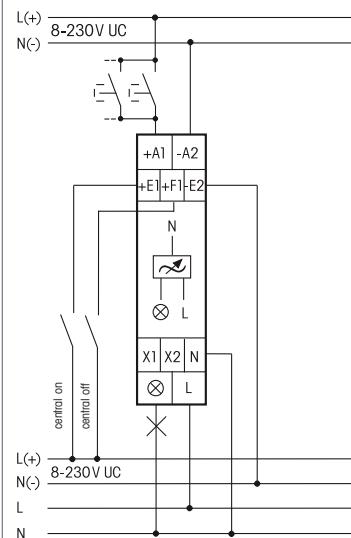 L(+)
8-230V UC
N(-)
+A1 -A2
+E1 +F1 -E2
N
L
X1 X2 N
L
central on
central off
L(+)
8-230V UC
N(-)
L
N